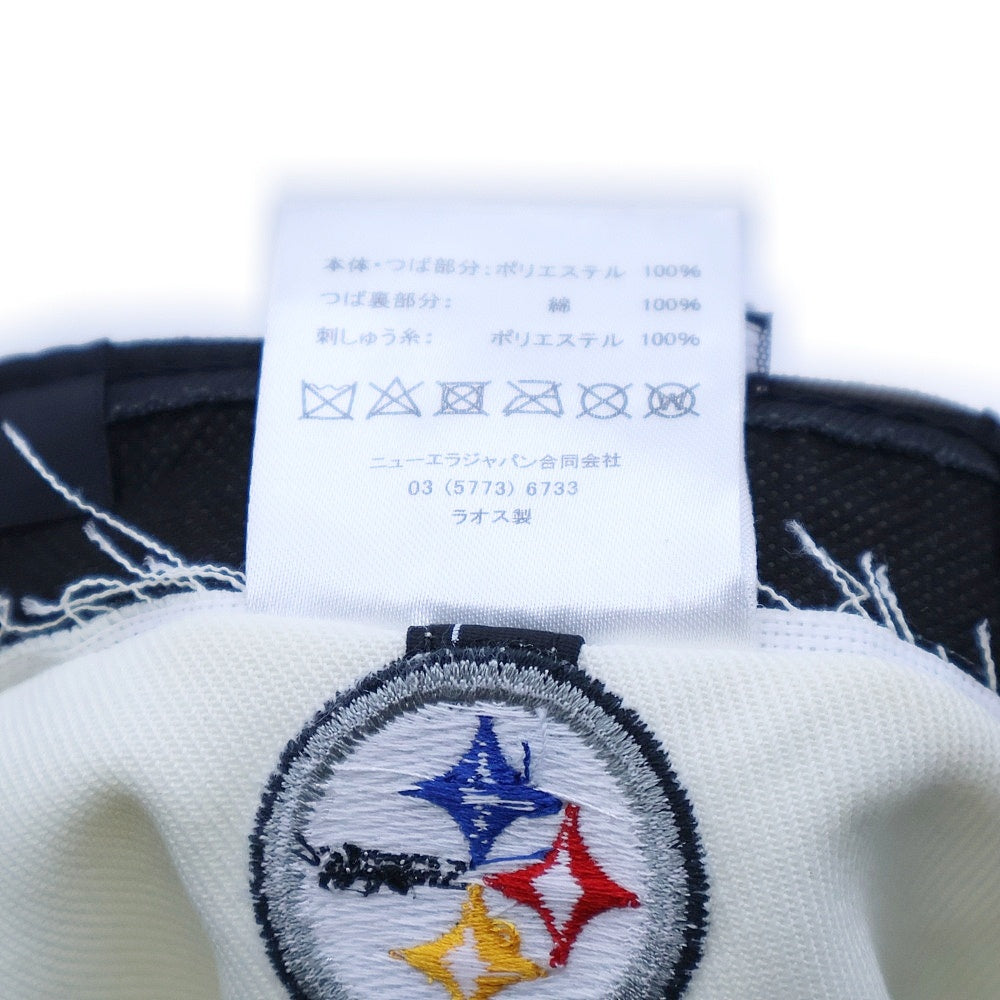 本体・つば部分:ポリエステル 100%
つば裏部分: 綿 100%
刺しゅう糸: ポリエステル 100%
ニューエラジャパン合同会社
03 (5773) 6733
ラオス製